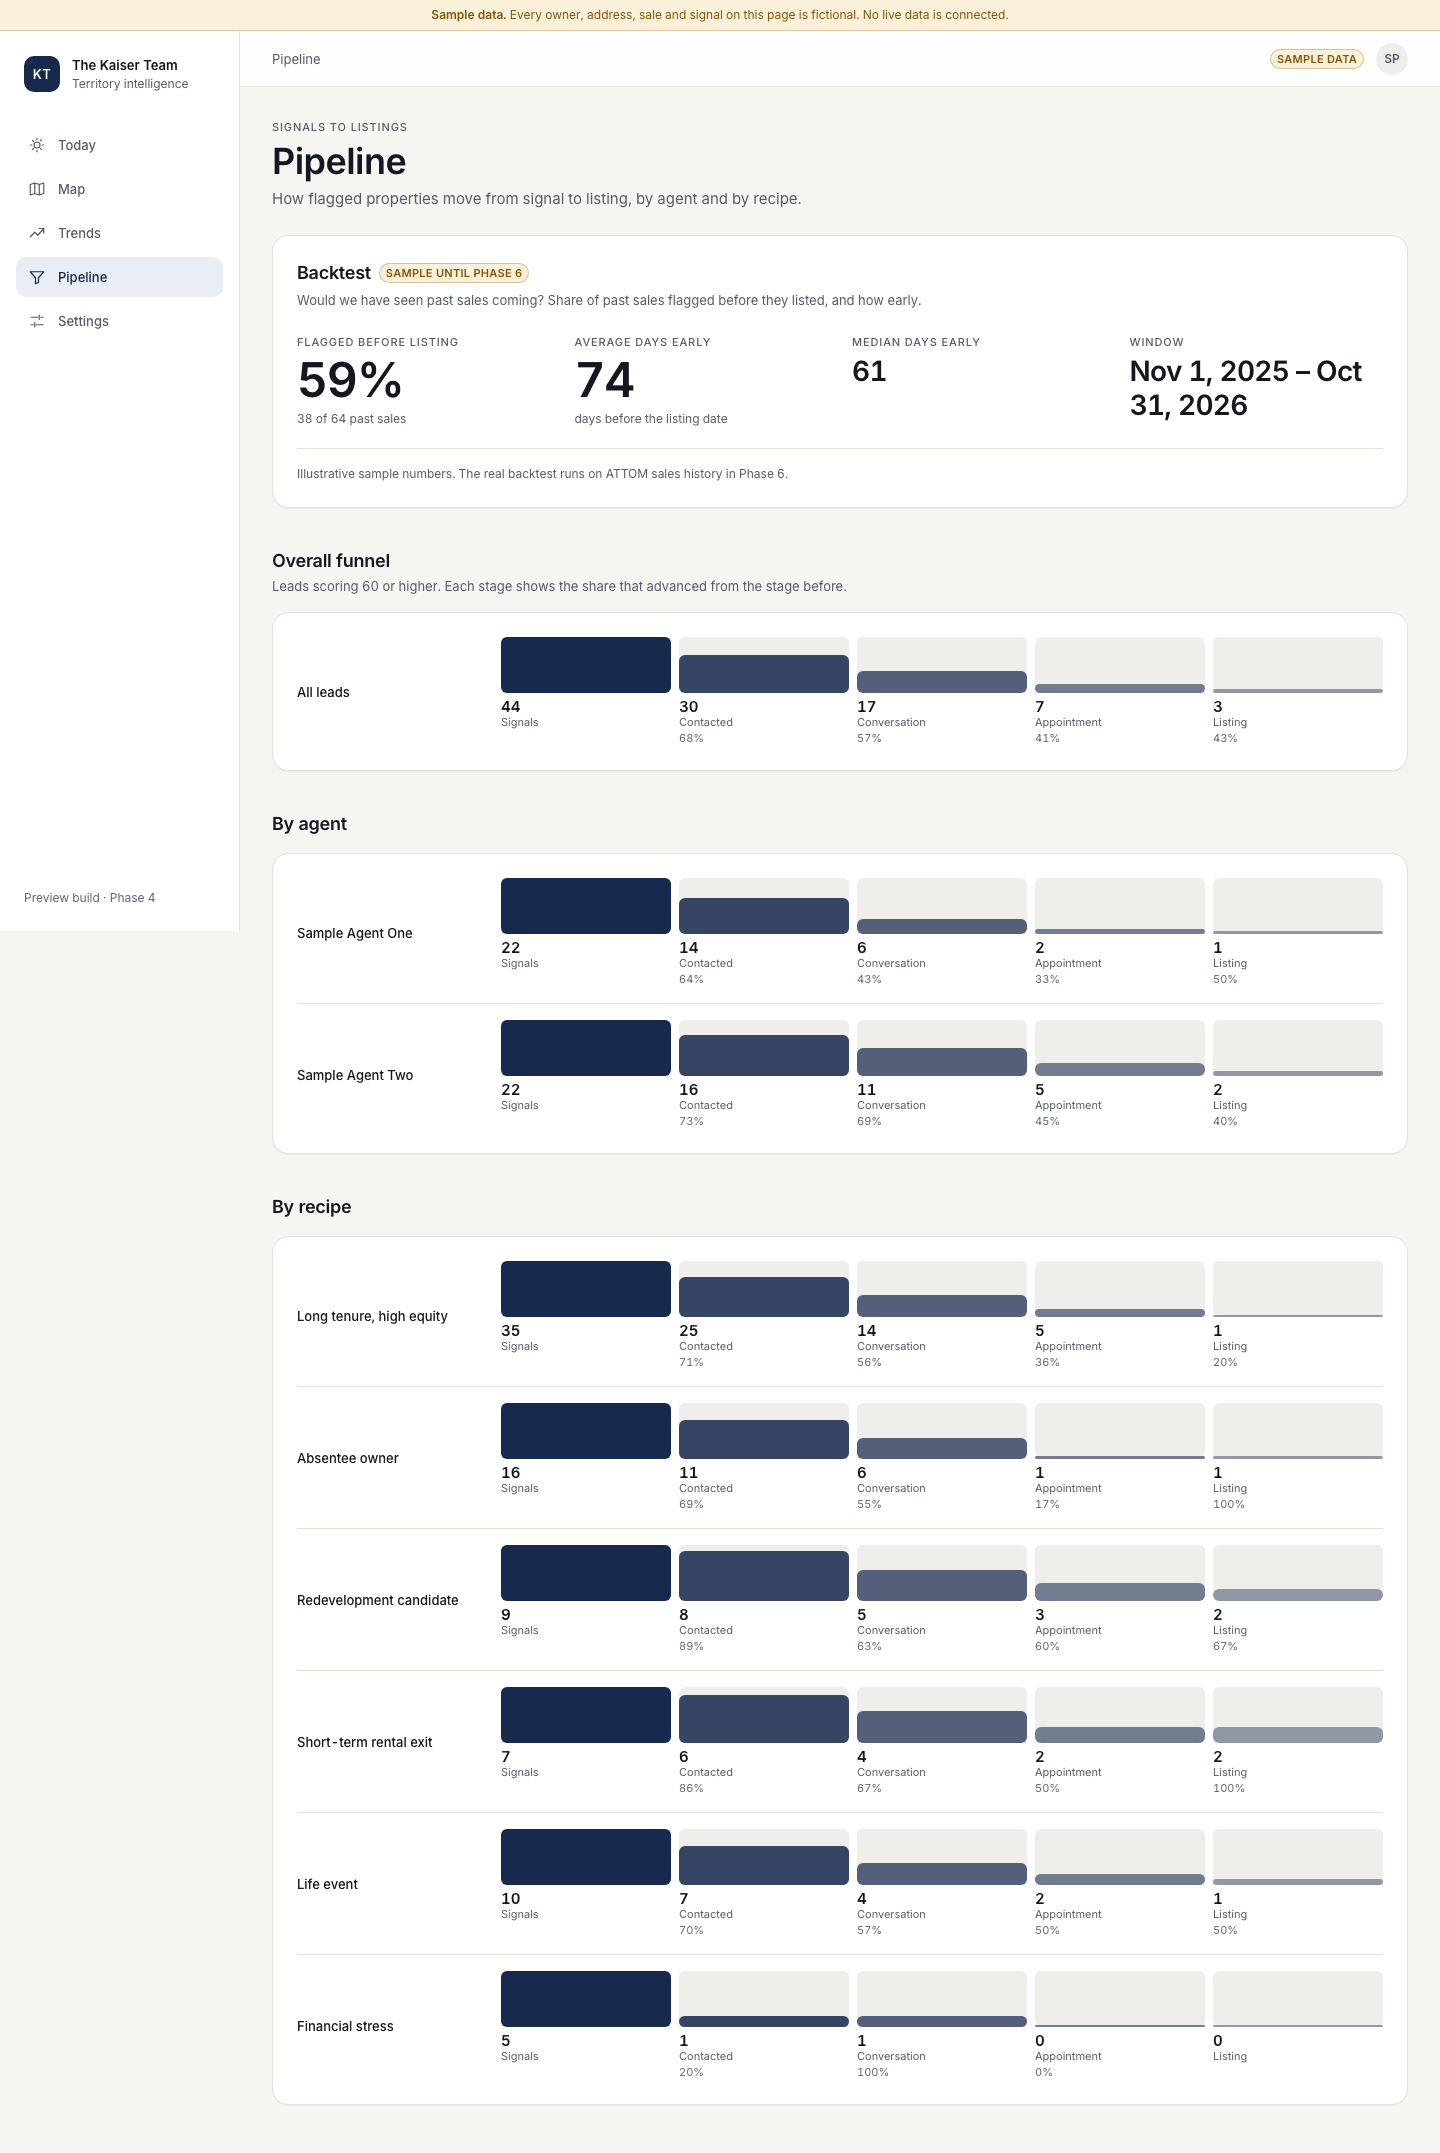 Sample data. Every owner, address, sale and signal on this page is fictional. No live data is connected.
KT
The Kaiser Team
Territory intelligence
Today
Map
Trends
Pipeline
Settings
Preview build · Phase 4
Pipeline
SAMPLE DATA
SP
SIGNALS TO LISTINGS
Pipeline
How flagged properties move from signal to listing, by agent and by recipe.
Backtest SAMPLE UNTIL PHASE 6
Would we have seen past sales coming? Share of past sales flagged before they listed, and how early.
FLAGGED BEFORE LISTING
59%
38 of 64 past sales
AVERAGE DAYS EARLY
74
days before the listing date
MEDIAN DAYS EARLY
61
WINDOW
Nov 1, 2025 – Oct
31, 2026
Illustrative sample numbers. The real backtest runs on ATTOM sales history in Phase 6.
Overall funnel
Leads scoring 60 or higher. Each stage shows the share that advanced from the stage before.
All leads
44 30 17 7 3
Signals Contacted Conversation Appointment Listing
68% 57% 41% 43%
By agent
Sample Agent One
22 14 6 2 1
Signals Contacted Conversation Appointment Listing
64% 43% 33% 50%
Sample Agent Two
22 16 11 5 2
Signals Contacted Conversation Appointment Listing
73% 69% 45% 40%
By recipe
Long tenure, high equity
35 25 14 5 1
Signals Contacted Conversation Appointment Listing
71% 56% 36% 20%
Absentee owner
16 11 6 1 1
Signals Contacted Conversation Appointment Listing
69% 55% 17% 100%
Redevelopment candidate
9 8 5 3 2
Signals Contacted Conversation Appointment Listing
89% 63% 60% 67%
Short-term rental exit
7 6 4 2 2
Signals Contacted Conversation Appointment Listing
86% 67% 50% 100%
Life event
10 7 4 2 1
Signals Contacted Conversation Appointment Listing
70% 57% 50% 50%
Financial stress
5 1 1 0 0
Signals Contacted Conversation Appointment Listing
20% 100% 0%